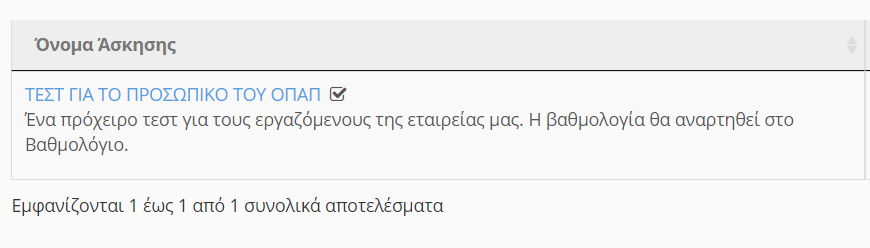 Όνομα Άσκησης
ΤΕΣΤ ΓΙΑ ΤΟ ΠΡΟΣΩΠΙΚΟ ΤΟΥ ΟΠΑΠ
Ένα πρόχειρο τεστ για τους εργαζόμενους της εταιρείας μας. Η βαθμολογία θα αναρτηθεί στο
Βαθμολόγιο.
Εμφανίζονται 1 έως 1 από 1 συνολικά αποτελέσματα